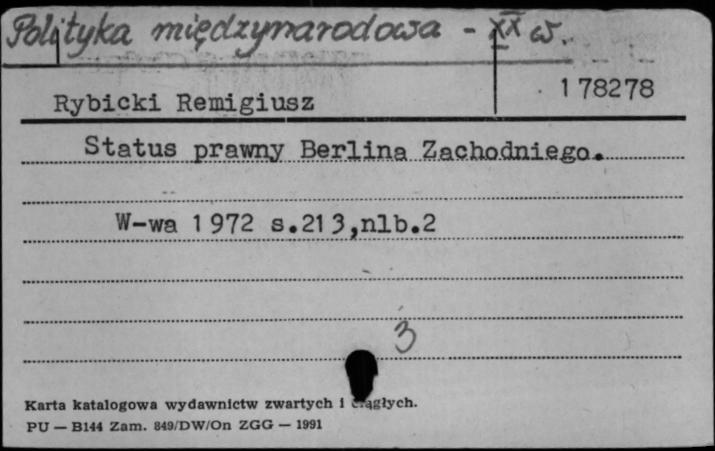 Polityka międzynarodowa - XX w.
Rybicki Remigiusz
178278
Status prawny Berlina Zachodniego.
W-wa 1972 s.213,nlb.2
3
Karta katalogowa wydawnictw zwartych i ciągłych.
PU — B144 Zam. 849/DW/On ZGG — 1991